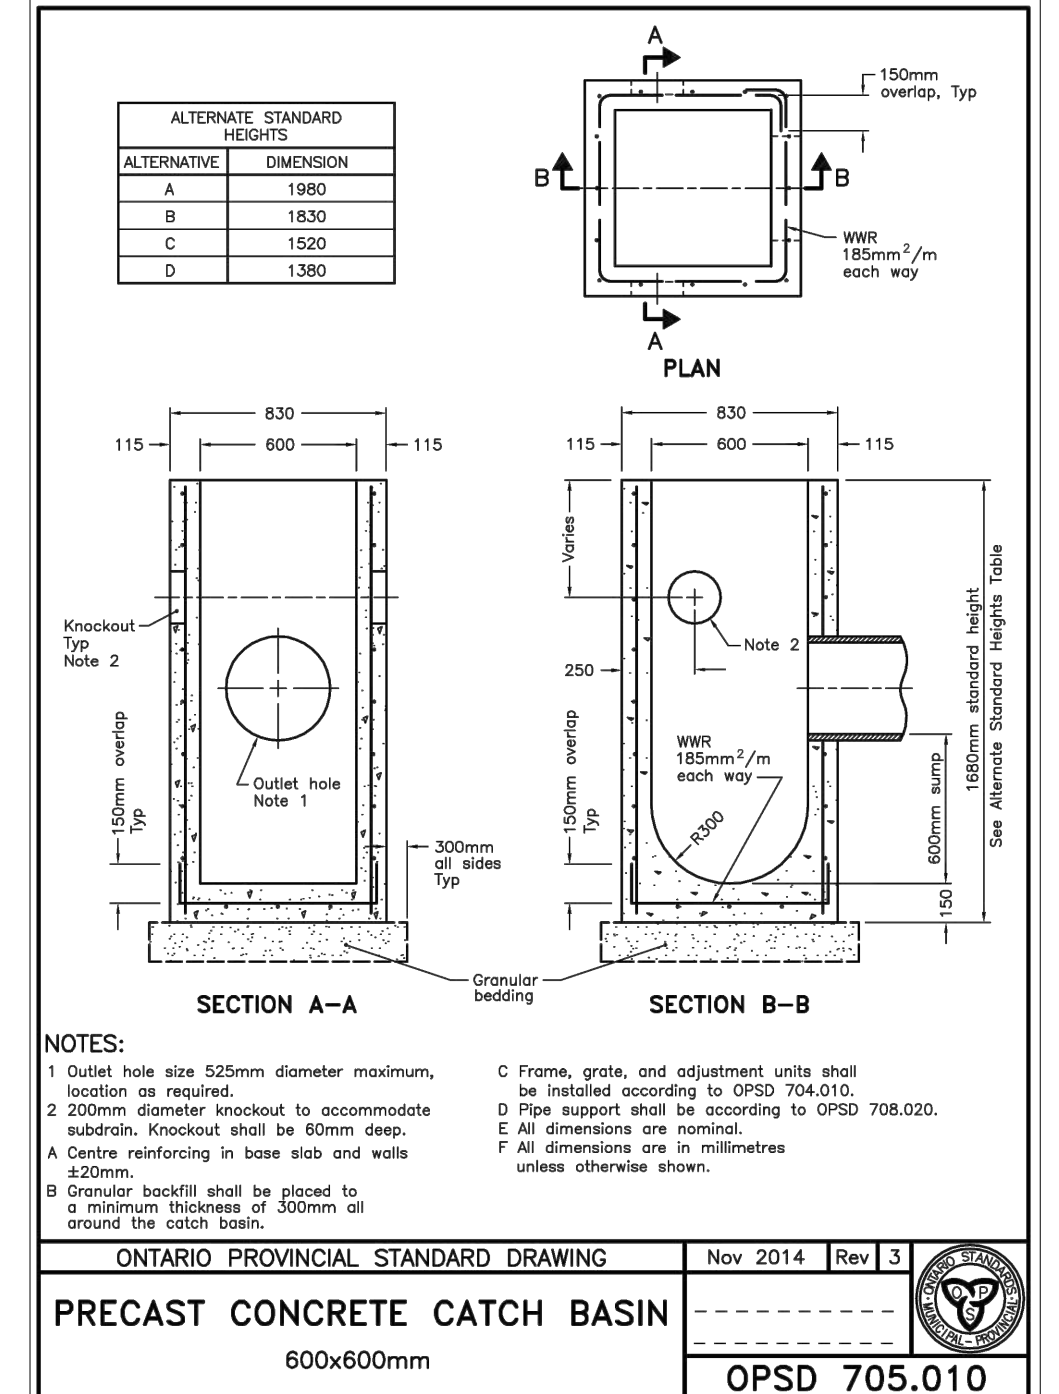 ALTERNATE STANDARD
HEIGHTS
ALTERNATIVE DIMENSION
A 1980
B 1830
C 1520
D 1380
A
150mm
overlap, Typ
B B
WWR
185mm²/m
each way
A
PLAN
830
115 600 115
Knockout
Typ
Note 2
150mm overlap
Typ
Outlet hole
Note 1
300mm
all sides
Typ
830
115 600 115
Varies
Note 2
250
150mm overlap
Typ
WWR
185mm²/m
each way
R300
600mm sump
150
1680mm standard height
See Alternate Standard Heights Table
Granular
bedding
SECTION A-A
SECTION B-B
NOTES:
1 Outlet hole size 525mm diameter maximum,
location as required.
2 200mm diameter knockout to accommodate
subdrain. Knockout shall be 60mm deep.
A Centre reinforcing in base slab and walls
±20mm.
B Granular backfill shall be placed to
a minimum thickness of 300mm all
around the catch basin.
C Frame, grate, and adjustment units shall
be installed according to OPSD 704.010.
D Pipe support shall be according to OPSD 708.020.
E All dimensions are nominal.
F All dimensions are in millimetres
unless otherwise shown.
ONTARIO PROVINCIAL STANDARD DRAWING
Nov 2014 Rev 3
PRECAST CONCRETE CATCH BASIN
600x600mm
ONTARIO STANDARDS
MUNICIPAL-PROVINCIAL
O P S
OPSD 705.010